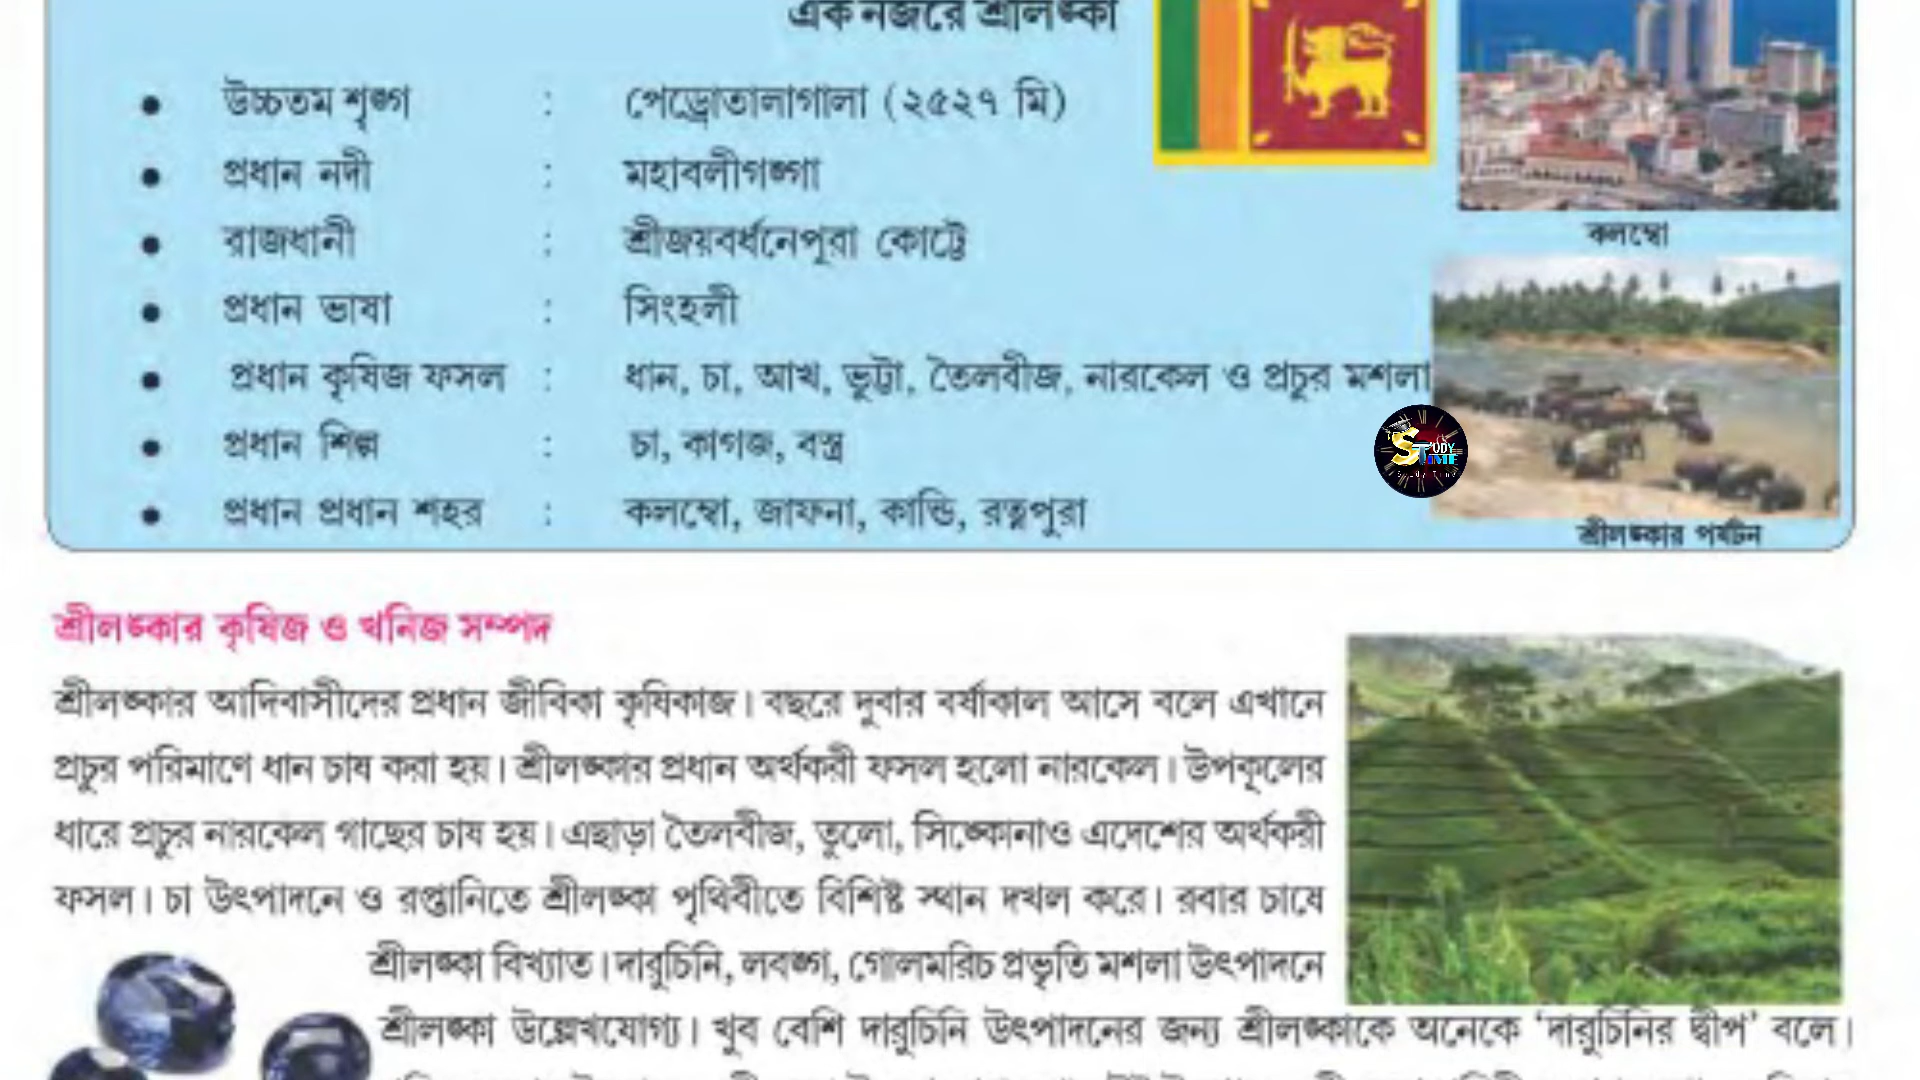 এক নজরে শ্রীলঙ্কা
• উচ্চতম শৃঙ্গ : পেড্রোতালাগালা (২৫২৭ মি)
• প্রধান নদী : মহাবলীগঙ্গা
• রাজধানী : শ্রীজয়বর্ধনেপুরা কোট্টে
• প্রধান ভাষা : সিংহলী
• প্রধান কৃষিজ ফসল : ধান, চা, আখ, ভুট্টা, তৈলবীজ, নারকেল ও প্রচুর মশলা
• প্রধান শিল্প : চা, কাগজ, বস্ত্র
• প্রধান প্রধান শহর : কলম্বো, জাফনা, কান্ডি, রত্নপুরা
কলম্বো
STUDY
TIME
শ্রীলঙ্কার পর্যটন
শ্রীলঙ্কার কৃষিজ ও খনিজ সম্পদ
শ্রীলঙ্কার আদিবাসীদের প্রধান জীবিকা কৃষিকাজ। বছরে দুবার বর্ষাকাল আসে বলে এখানে
প্রচুর পরিমাণে ধান চাষ করা হয়। শ্রীলঙ্কার প্রধান অর্থকরী ফসল হলো নারকেল। উপকূলের
ধারে প্রচুর নারকেল গাছের চাষ হয়। এছাড়া তৈলবীজ, তুলো, সিঙ্কোনাও এদেশের অর্থকরী
ফসল। চা উৎপাদনে ও রপ্তানিতে শ্রীলঙ্কা পৃথিবীতে বিশিষ্ট স্থান দখল করে। রবার চাষে
শ্রীলঙ্কা বিখ্যাত। দারুচিনি, লবঙ্গ, গোলমরিচ প্রভৃতি মশলা উৎপাদনে
শ্রীলঙ্কা উল্লেখযোগ্য। খুব বেশি দারুচিনি উৎপাদনের জন্য শ্রীলঙ্কাকে অনেকে ‘দারুচিনির দ্বীপ’ বলে।